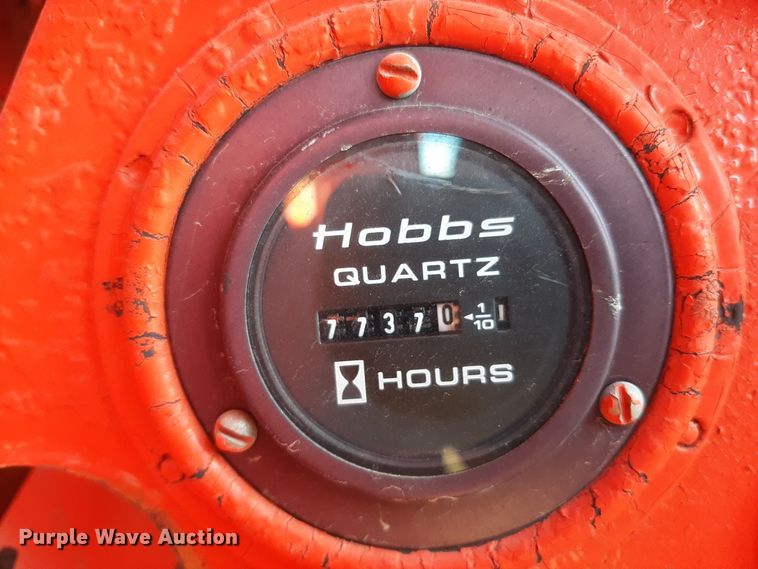 Hobbs
QUARTZ
77370 ◄1/10
HOURS
Purple Wave Auction